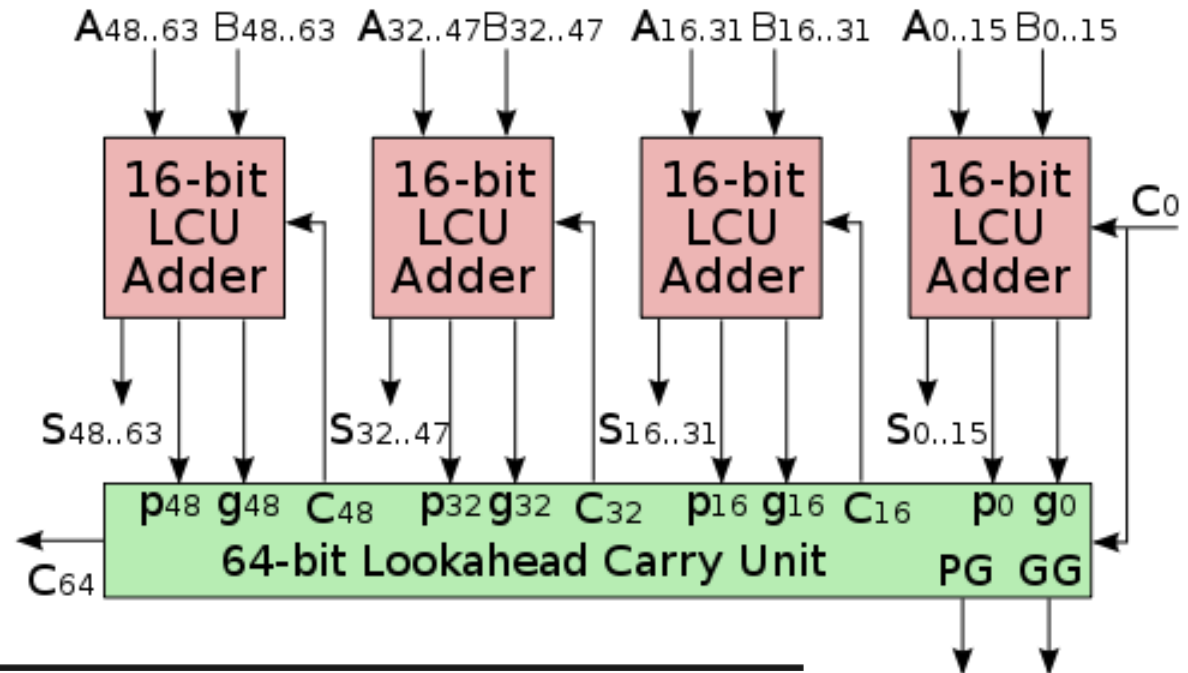 A48..63 B48..63 A32..47 B32..47 A16.31 B16..31 A0..15 B0..15
16-bit LCU Adder
16-bit LCU Adder
16-bit LCU Adder
16-bit LCU Adder
C0
S48..63 S32..47 S16..31 S0..15
p48 g48 C48 p32 g32 C32 p16 g16 C16 p0 g0
64-bit Lookahead Carry Unit
PG GG
C64